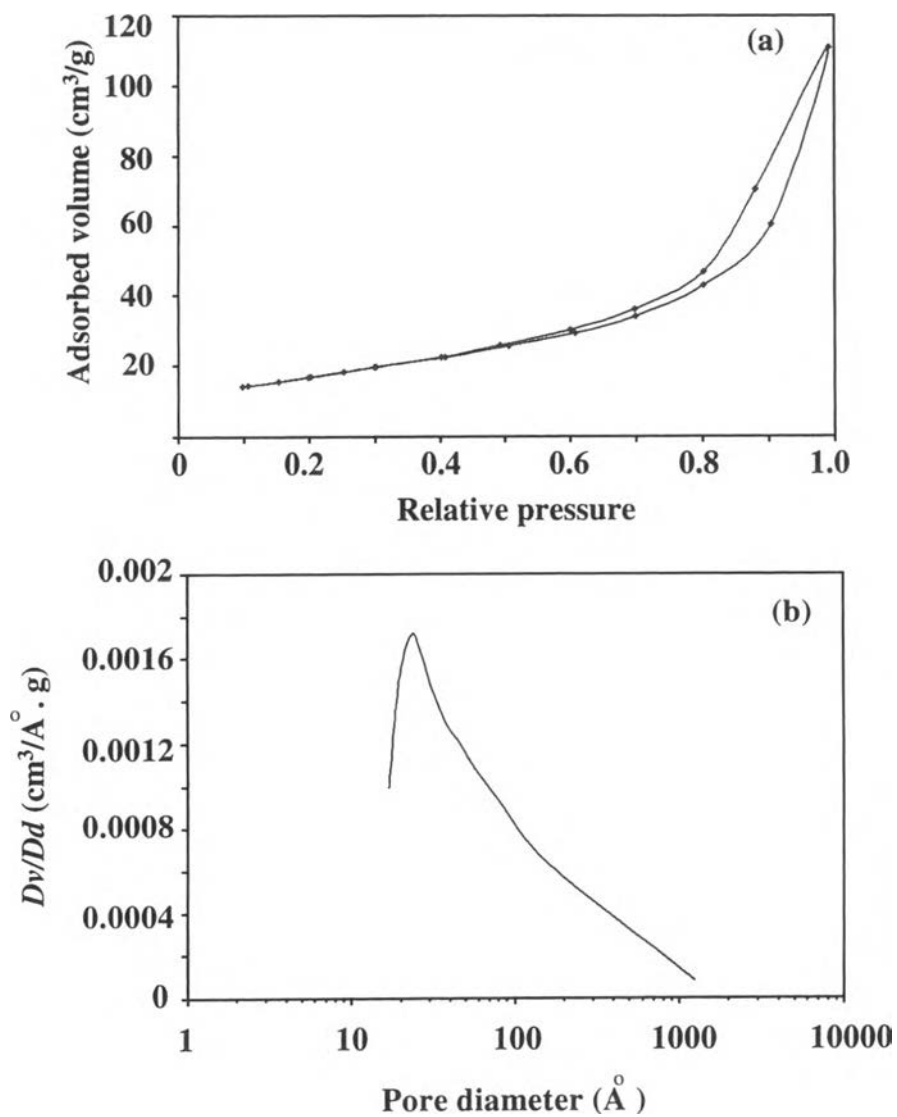 (a)
Adsorbed volume (cm³/g)
120
100
80
60
40
20
0 0.2 0.4 0.6 0.8 1.0
Relative pressure
(b)
Dv/Dd (cm³/A° . g)
0.002
0.0016
0.0012
0.0008
0.0004
0
1 10 100 1000 10000
Pore diameter (A°)